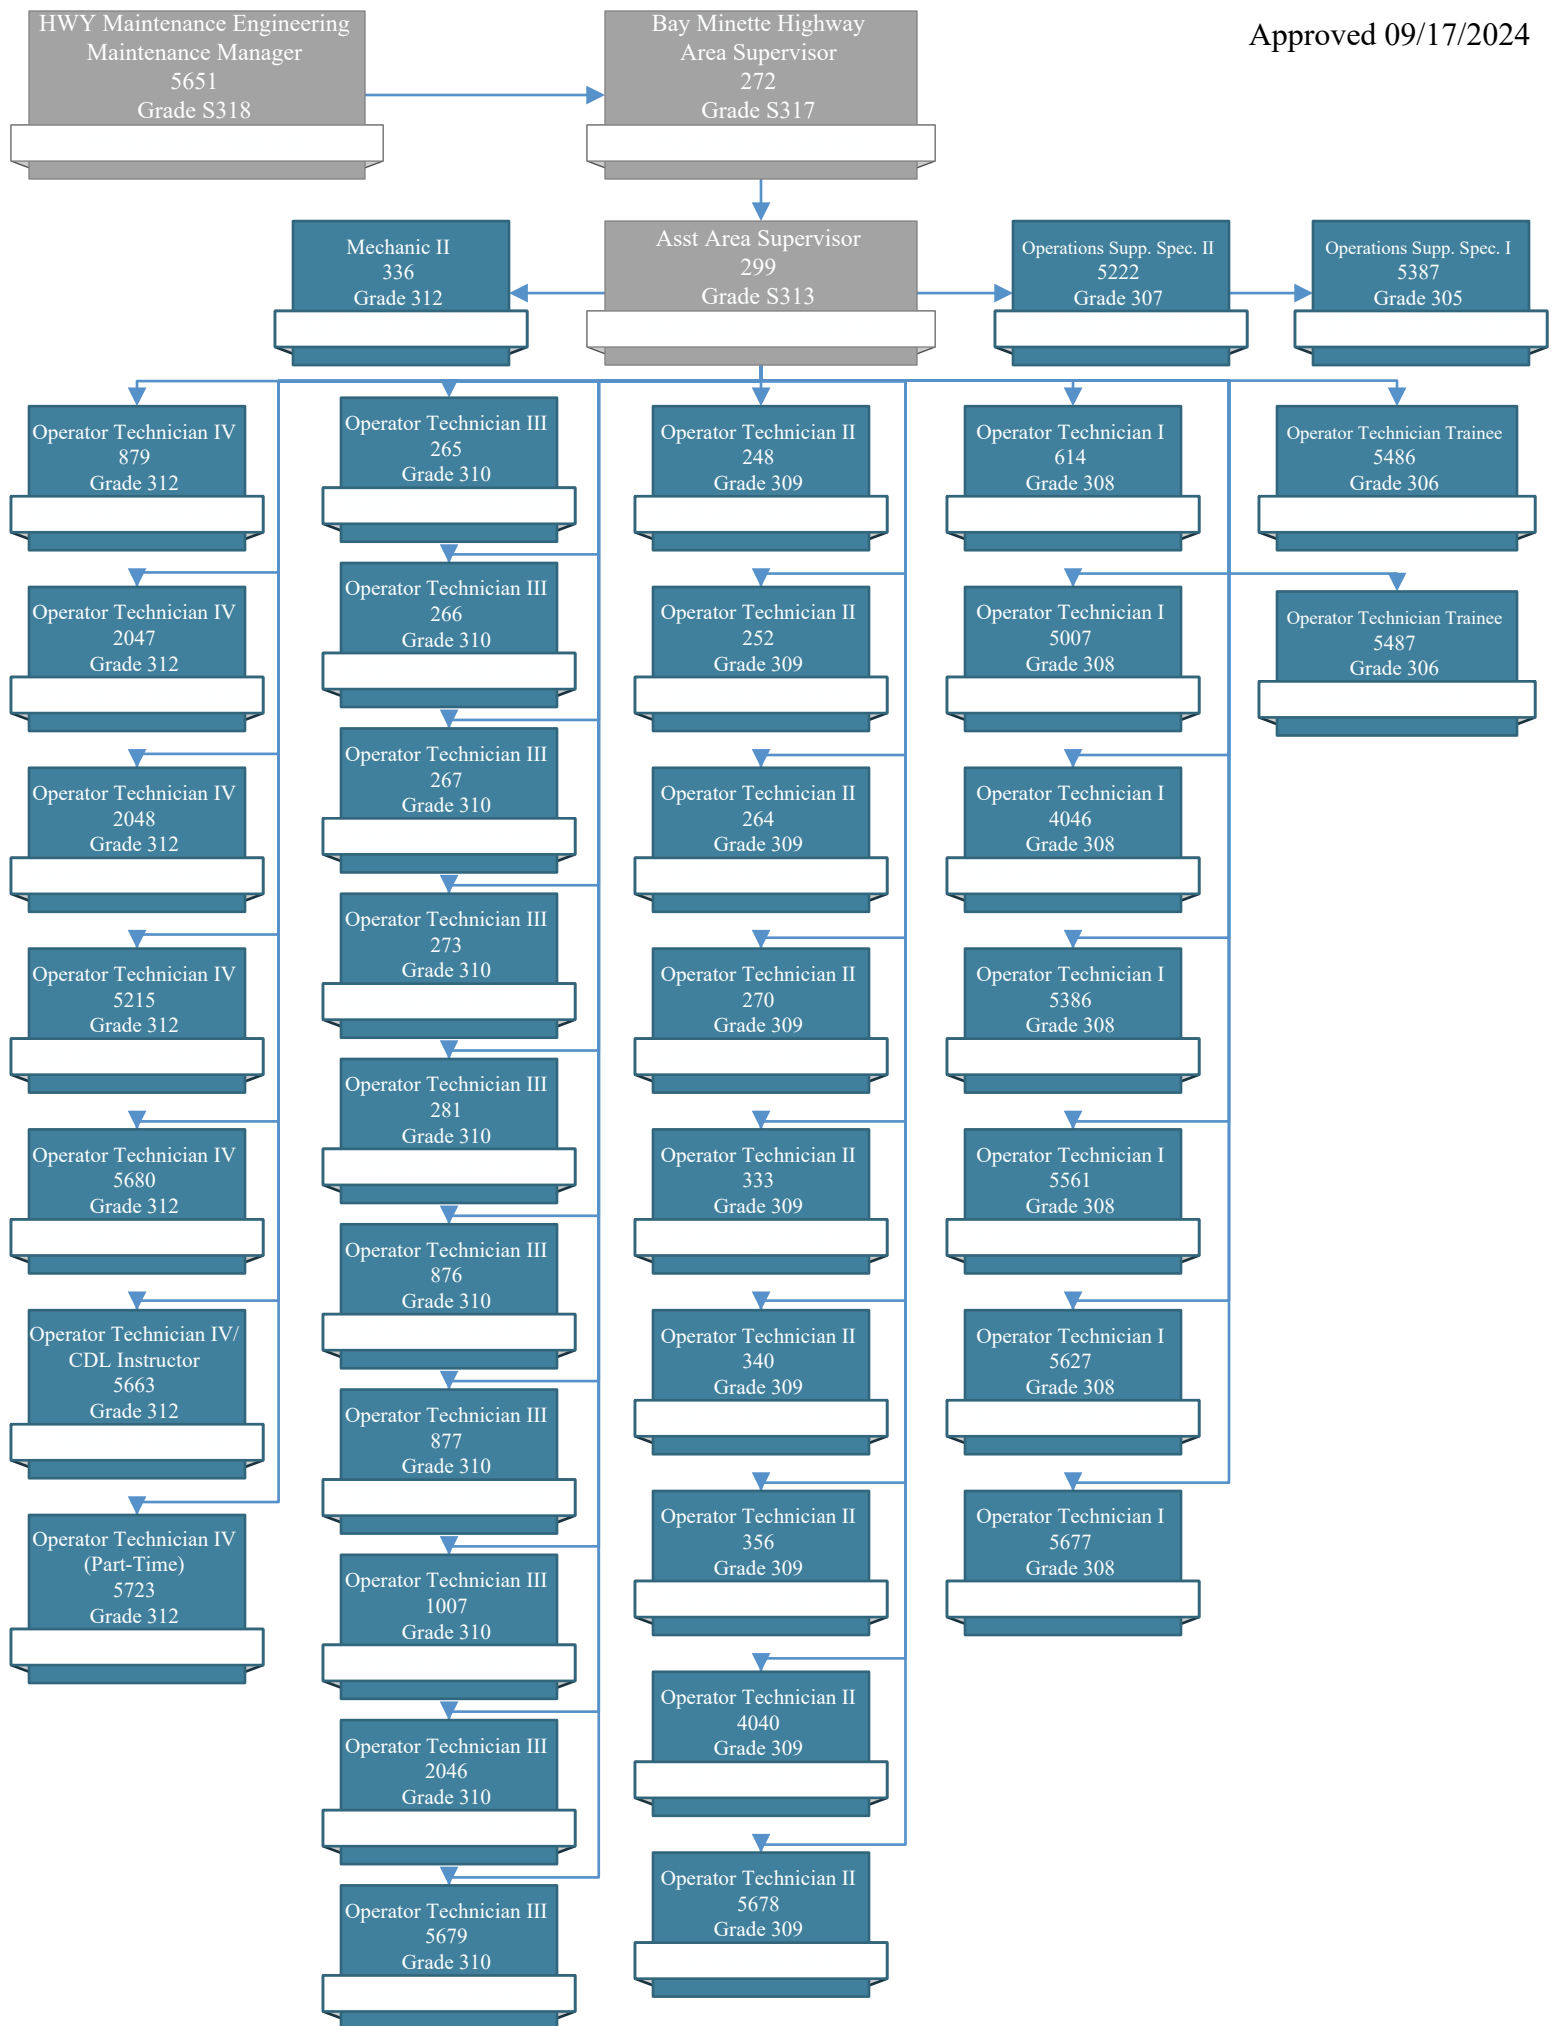 HWY Maintenance Engineering
Maintenance Manager
5651
Grade S318
Bay Minette Highway
Area Supervisor
272
Grade S317
Approved 09/17/2024
Mechanic II
336
Grade 312
Asst Area Supervisor
299
Grade S313
Operations Supp. Spec. II
5222
Grade 307
Operations Supp. Spec. I
5387
Grade 305
Operator Technician IV
879
Grade 312
Operator Technician IV
2047
Grade 312
Operator Technician IV
2048
Grade 312
Operator Technician IV
5215
Grade 312
Operator Technician IV
5680
Grade 312
Operator Technician IV/
CDL Instructor
5663
Grade 312
Operator Technician IV
(Part-Time)
5723
Grade 312
Operator Technician III
265
Grade 310
Operator Technician III
266
Grade 310
Operator Technician III
267
Grade 310
Operator Technician III
273
Grade 310
Operator Technician III
281
Grade 310
Operator Technician III
876
Grade 310
Operator Technician III
877
Grade 310
Operator Technician III
1007
Grade 310
Operator Technician III
2046
Grade 310
Operator Technician III
5679
Grade 310
Operator Technician II
248
Grade 309
Operator Technician II
252
Grade 309
Operator Technician II
264
Grade 309
Operator Technician II
270
Grade 309
Operator Technician II
333
Grade 309
Operator Technician II
340
Grade 309
Operator Technician II
356
Grade 309
Operator Technician II
4040
Grade 309
Operator Technician II
5678
Grade 309
Operator Technician I
614
Grade 308
Operator Technician I
5007
Grade 308
Operator Technician I
4046
Grade 308
Operator Technician I
5386
Grade 308
Operator Technician I
5561
Grade 308
Operator Technician I
5627
Grade 308
Operator Technician I
5677
Grade 308
Operator Technician Trainee
5486
Grade 306
Operator Technician Trainee
5487
Grade 306